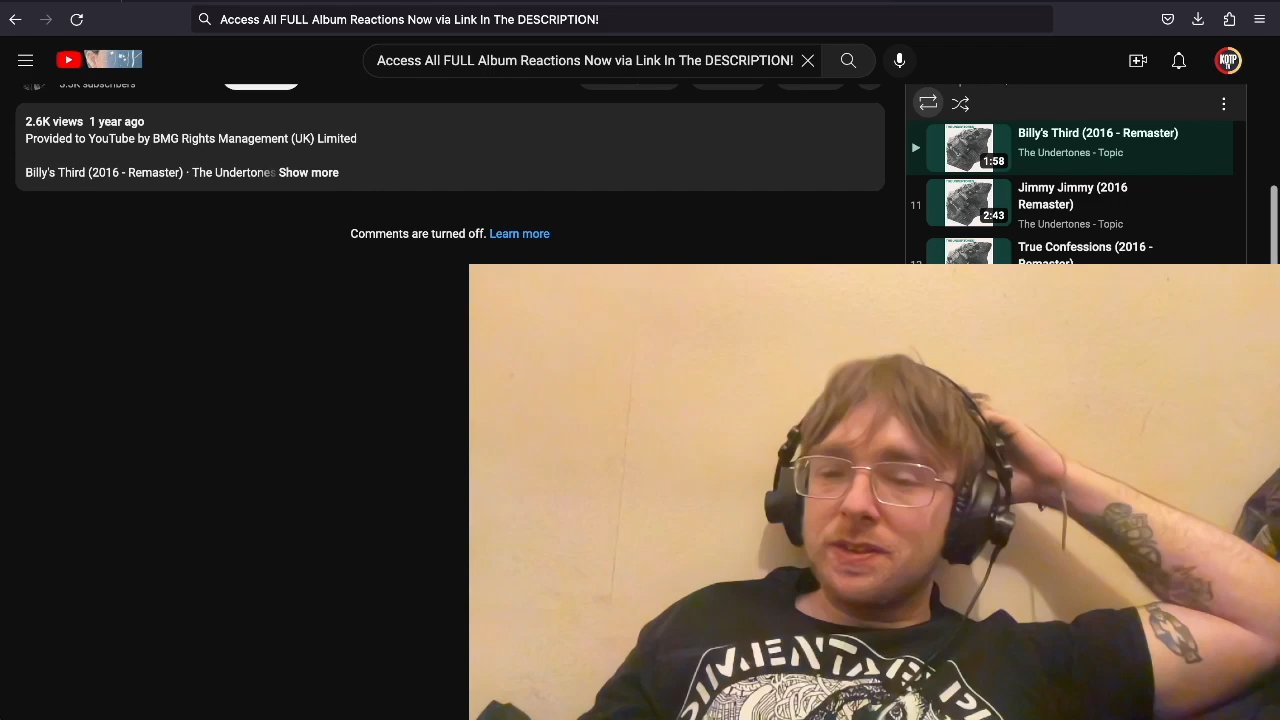 Access All FULL Album Reactions Now via Link In The DESCRIPTION!
Access All FULL Album Reactions Now via Link In The DESCRIPTION!
KOTP
2.6K views 1 year ago
Provided to YouTube by BMG Rights Management (UK) Limited
Billy's Third (2016 - Remaster) · The Undertones Show more
Comments are turned off. Learn more
Billy's Third (2016 - Remaster)
The Undertones - Topic
1:58
11
Jimmy Jimmy (2016
Remaster)
The Undertones - Topic
2:43
True Confessions (2016 -
Remaster)